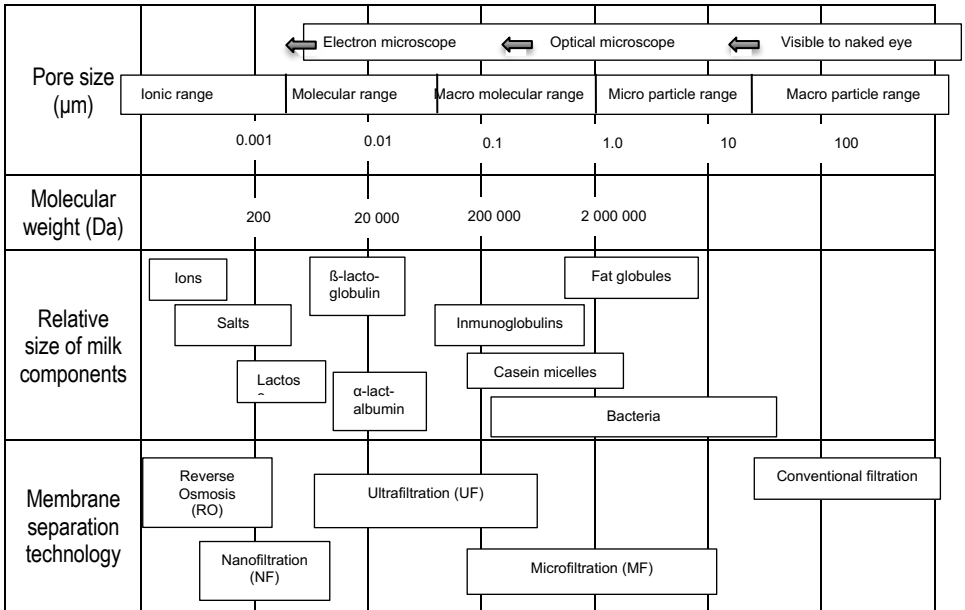 Electron microscope Optical microscope Visible to naked eye
Pore size
(µm)
Ionic range Molecular range Macro molecular range Micro particle range Macro particle range
0.001 0.01 0.1 1.0 10 100
Molecular
weight (Da)
200 20 000 200 000 2 000 000
Relative
size of milk
components
Ions
ß-lacto-
globulin
Fat globules
Salts
Inmunoglobulins
Lactos
α-lact-
albumin
Casein micelles
Bacteria
Membrane
separation
technology
Reverse
Osmosis
(RO)
Ultrafiltration (UF)
Conventional filtration
Nanofiltration
(NF)
Microfiltration (MF)